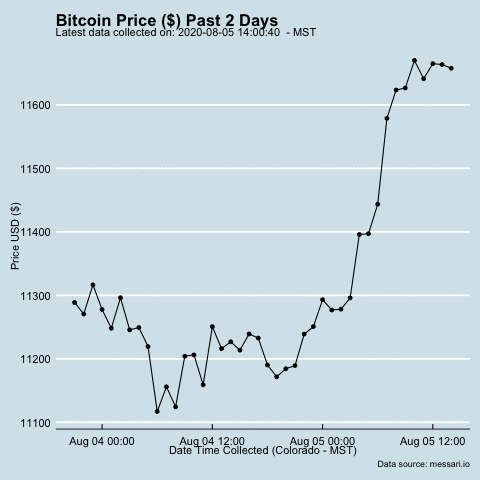 Bitcoin Price ($) Past 2 Days
Latest data collected on: 2020-08-05 14:00:40  - MST
11600
11500
11400
11300
11200
11100
Price USD ($)
Aug 04 00:00 Aug 04 12:00 Aug 05 00:00 Aug 05 12:00
Date Time Collected (Colorado - MST)
Data source: messari.io